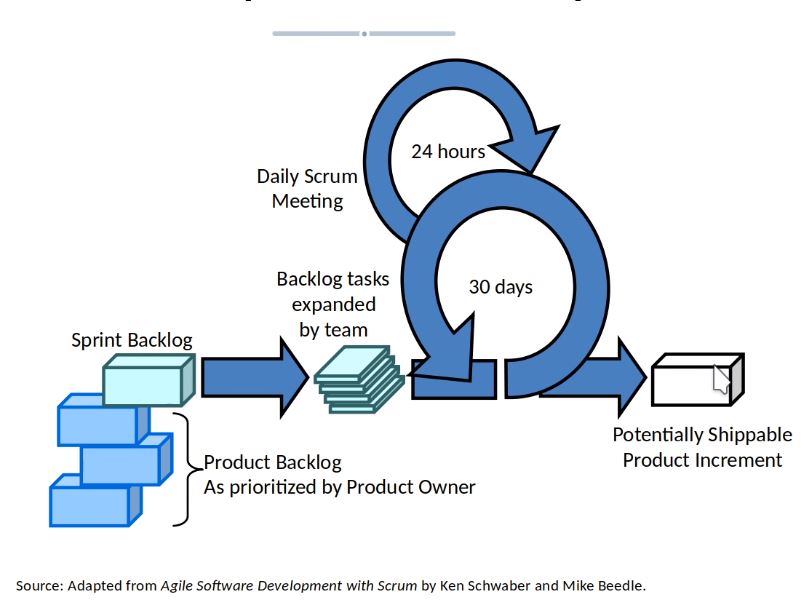 24 hours
Daily Scrum
Meeting
Backlog tasks
expanded
by team
30 days
Sprint Backlog
Potentially Shippable
Product Increment
Product Backlog
As prioritized by Product Owner
Source: Adapted from Agile Software Development with Scrum by Ken Schwaber and Mike Beedle.